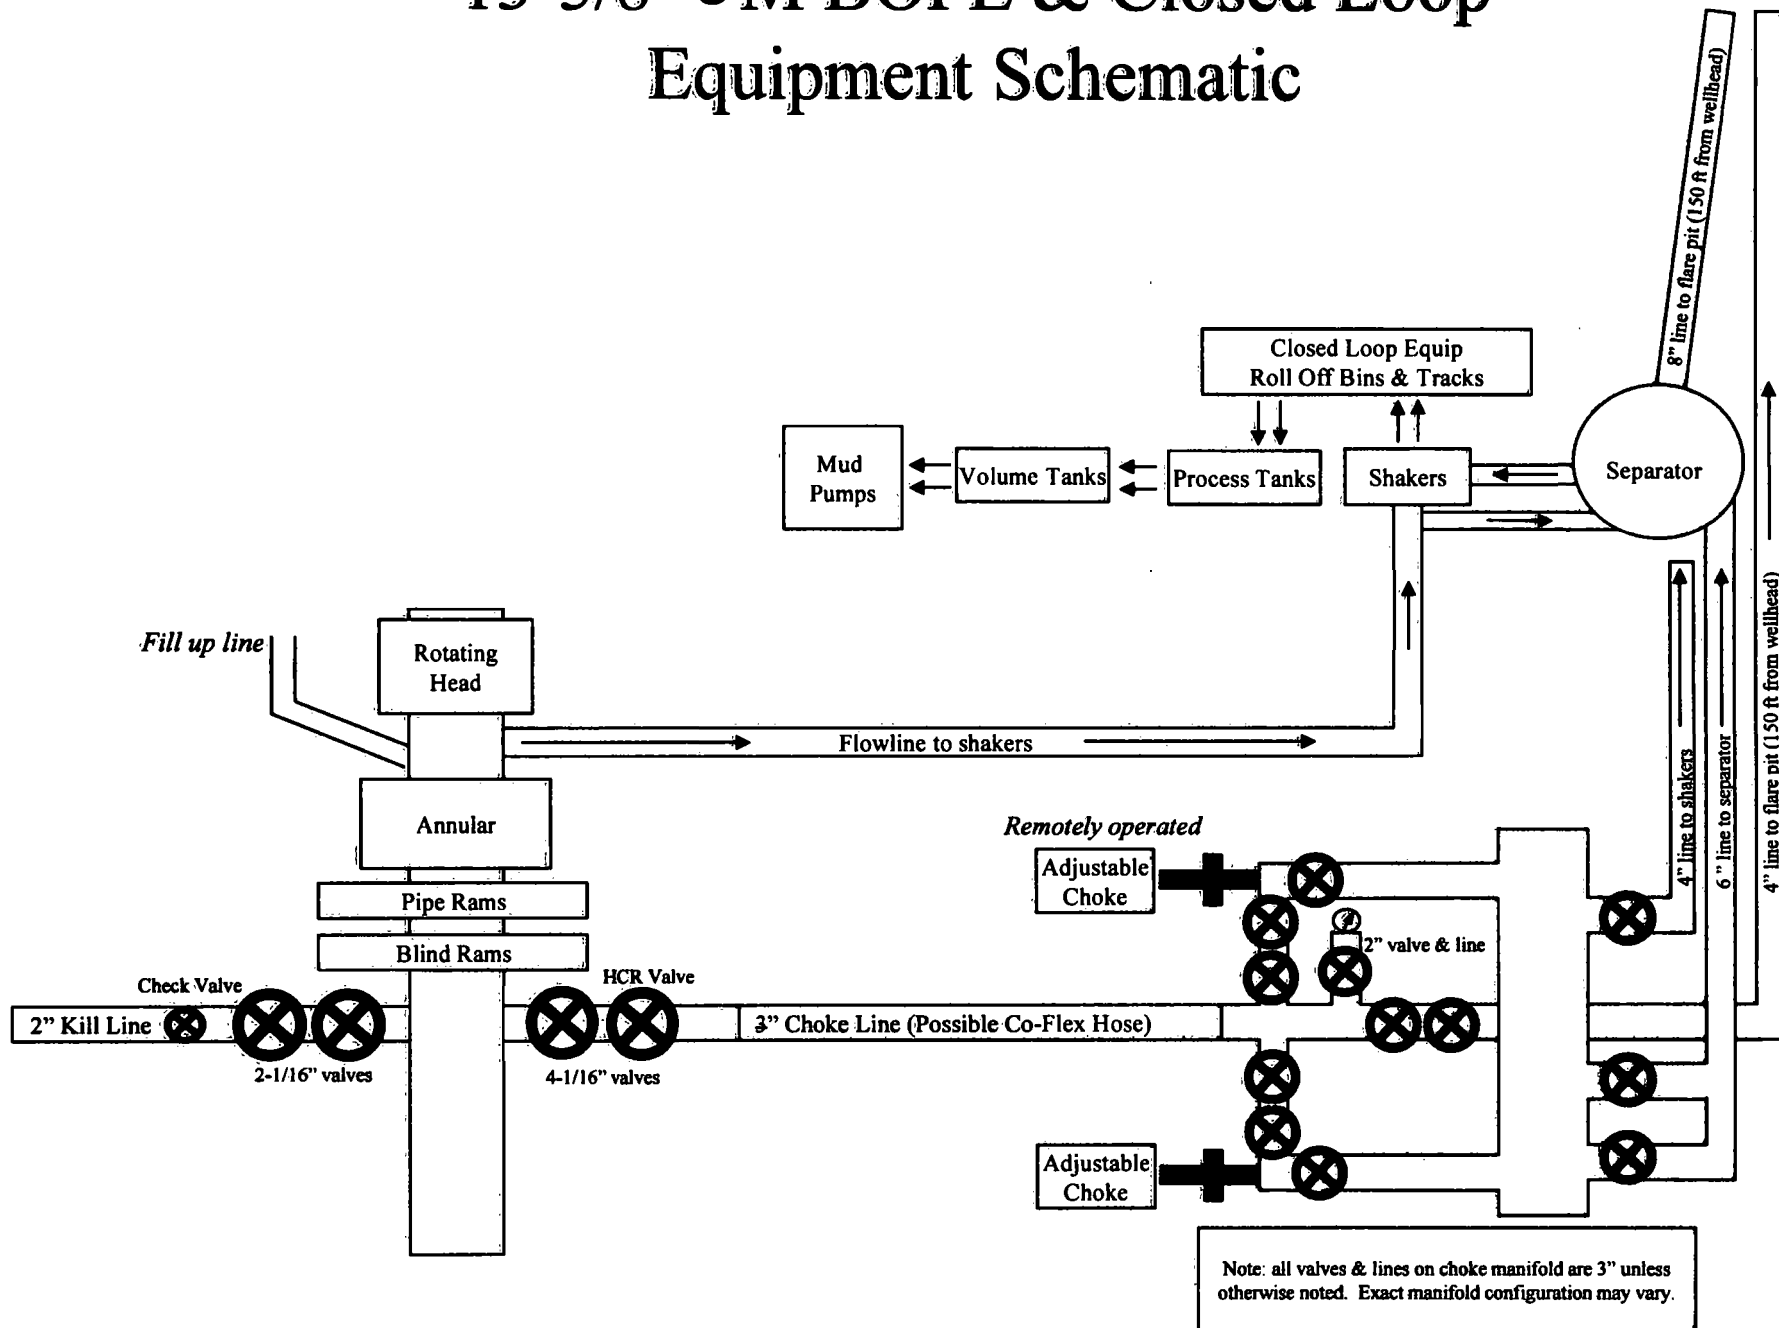 BOPE & Closed Loop
Equipment Schematic
8” line to flare pit (150 ft from wellhead)
Closed Loop Equip
Roll Off Bins & Tracks
Mud
Pumps
Volume Tanks
Process Tanks
Shakers
Separator
Fill up line
Rotating
Head
Flowline to shakers
Annular
Pipe Rams
Blind Rams
Remotely operated
Adjustable
Choke
2” valve & line
4” line to shakers
6” line to separator
4” line to flare pit (150 ft from wellhead)
Check Valve
HCR Valve
2” Kill Line
3” Choke Line (Possible Co-Flex Hose)
2-1/16” valves
4-1/16” valves
Adjustable
Choke
Note: all valves & lines on choke manifold are 3” unless
otherwise noted. Exact manifold configuration may vary.